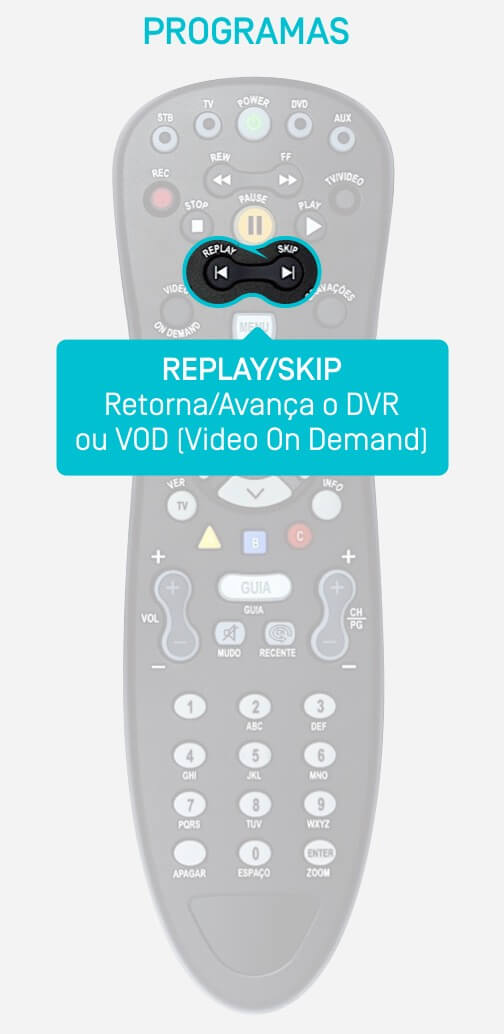 PROGRAMAS
POWER
TV DVD
STB AUX
REW FF
REC TV/VIDEO
STOP PAUSE PLAY
REPLAY SKIP
VIDEO
ON DEMAND
MENU
REPLAY/SKIP
Retorna/Avança o DVR
ou VOD (Video On Demand)
VER INFO
TV
B C
+ +
GUIA
VOL GUIA CH
PG
MUDO RECENTE
- -
1 2 3
ABC DEF
4 5 6
GHI JKL MNO
7 8 9
PQRS TUV WXYZ
0 ENTER
APAGAR ESPAÇO ZOOM